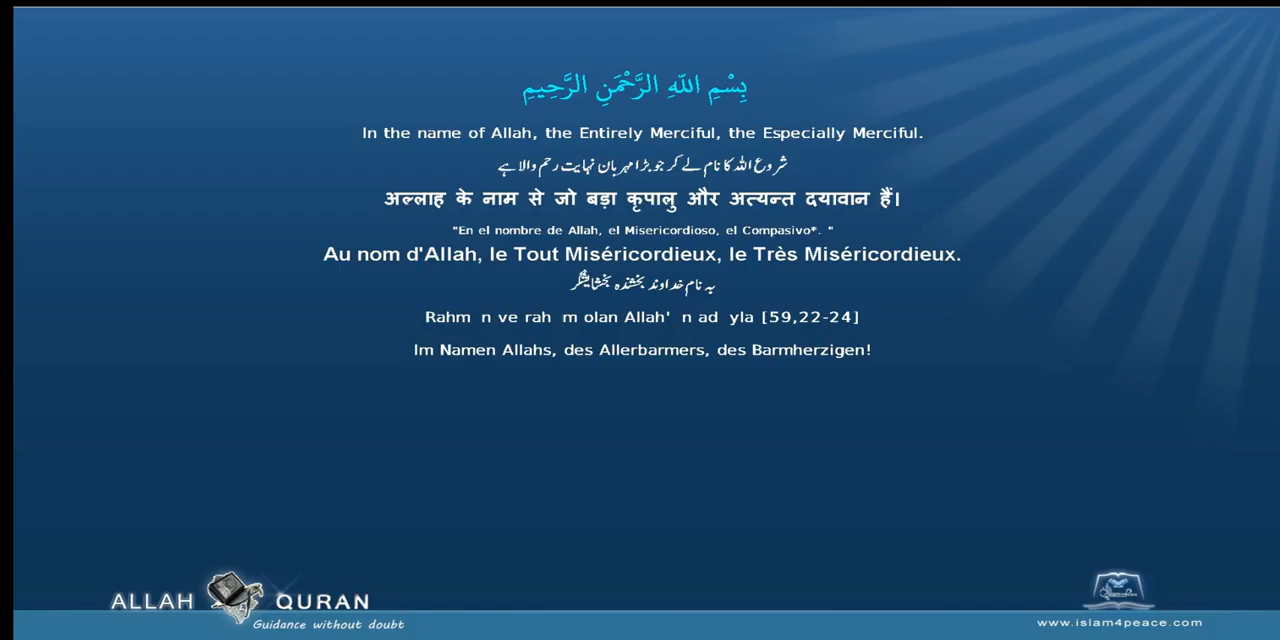 بِسْمِ اللّهِ الرَّحْمَنِ الرَّحِيمِ
In the name of Allah, the Entirely Merciful, the Especially Merciful.
شروع اللہ کا نام لے کر جو بڑا مہربان نہایت رحم والا ہے
अल्लाह के नाम से जो बड़ा कृपालु और अत्यन्त दयावान हैं।
"En el nombre de Allah, el Misericordioso, el Compasivo*. "
Au nom d'Allah, le Tout Miséricordieux, le Très Miséricordieux.
به نام خداوند بخشنده بخشایشگر
Rahm n ve rah m olan Allah' n ad yla [59,22-24]
Im Namen Allahs, des Allerbarmers, des Barmherzigen!
ALLAH QURAN
Guidance without doubt
www.islam4peace.com